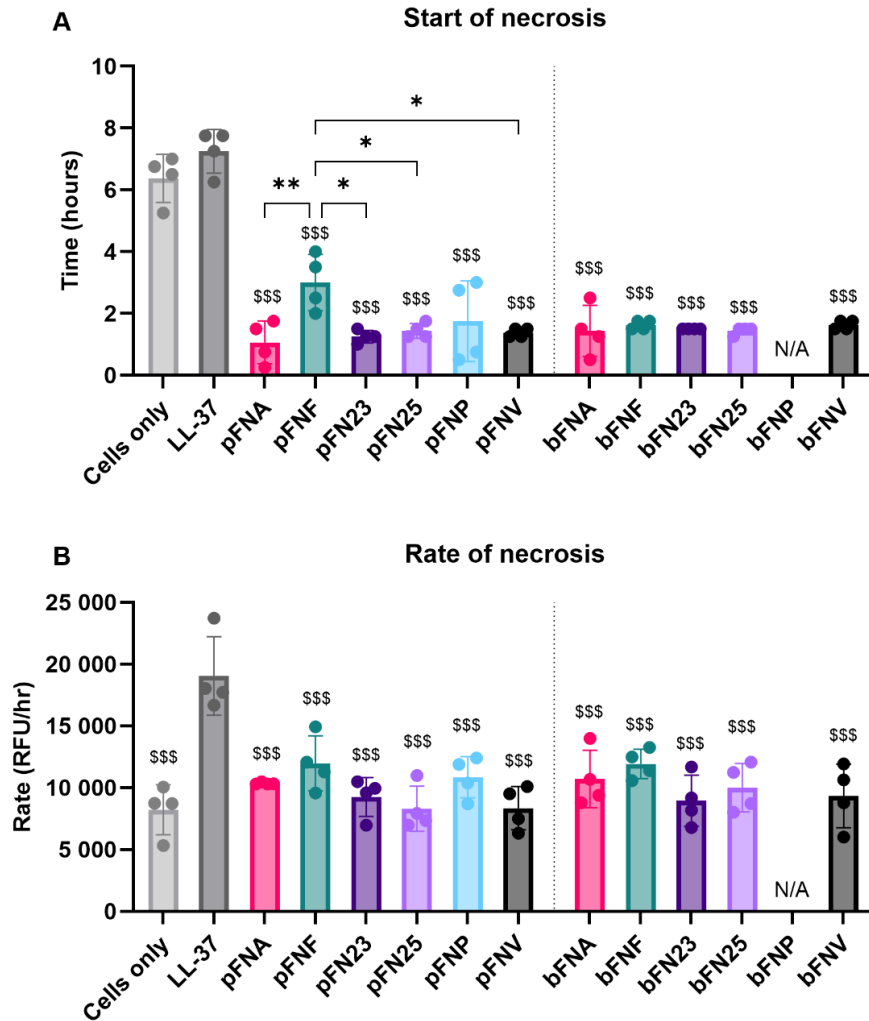 A
Start of necrosis
Time (hours)
10
8
6
4
2
0
*
*
** *
$$$ $$$ $$$ $$$ $$$ $$$ $$$ $$$ $$$ $$$ N/A $$$
Cells only LL-37 pFNA pFNF pFN23 pFN25 pFNP pFNV bFNA bFNF bFN23 bFN25 bFNP bFNV
B
Rate of necrosis
Rate (RFU/hr)
25 000
20 000
15 000
10 000
5 000
0
$$$ $$$ $$$ $$$ $$$ $$$ $$$ $$$ $$$ $$$ $$$ N/A $$$
Cells only LL-37 pFNA pFNF pFN23 pFN25 pFNP pFNV bFNA bFNF bFN23 bFN25 bFNP bFNV